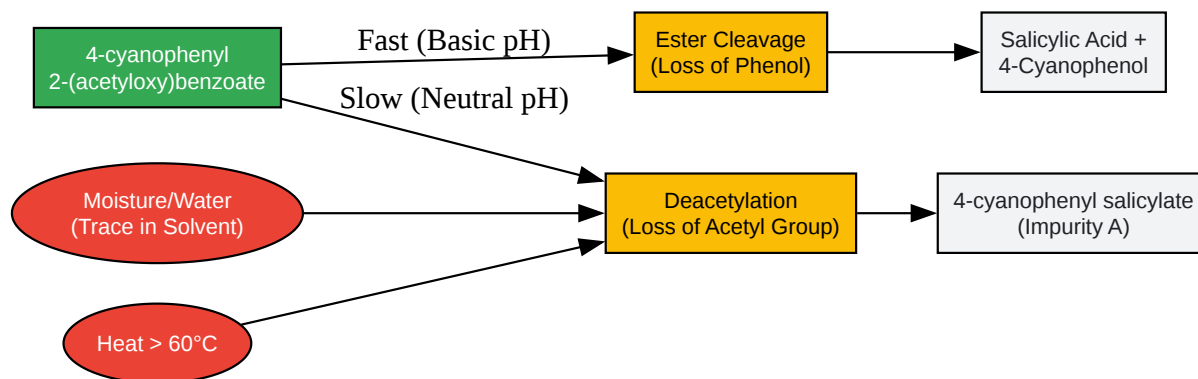 4-cyanophenyl
2-(acetyloxy)benzoate
Fast (Basic pH)
Ester Cleavage
(Loss of Phenol)
Salicylic Acid +
4-Cyanophenol
Slow (Neutral pH)
Moisture/Water
(Trace in Solvent)
Deacetylation
(Loss of Acetyl Group)
4-cyanophenyl salicylate
(Impurity A)
Heat > 60°C